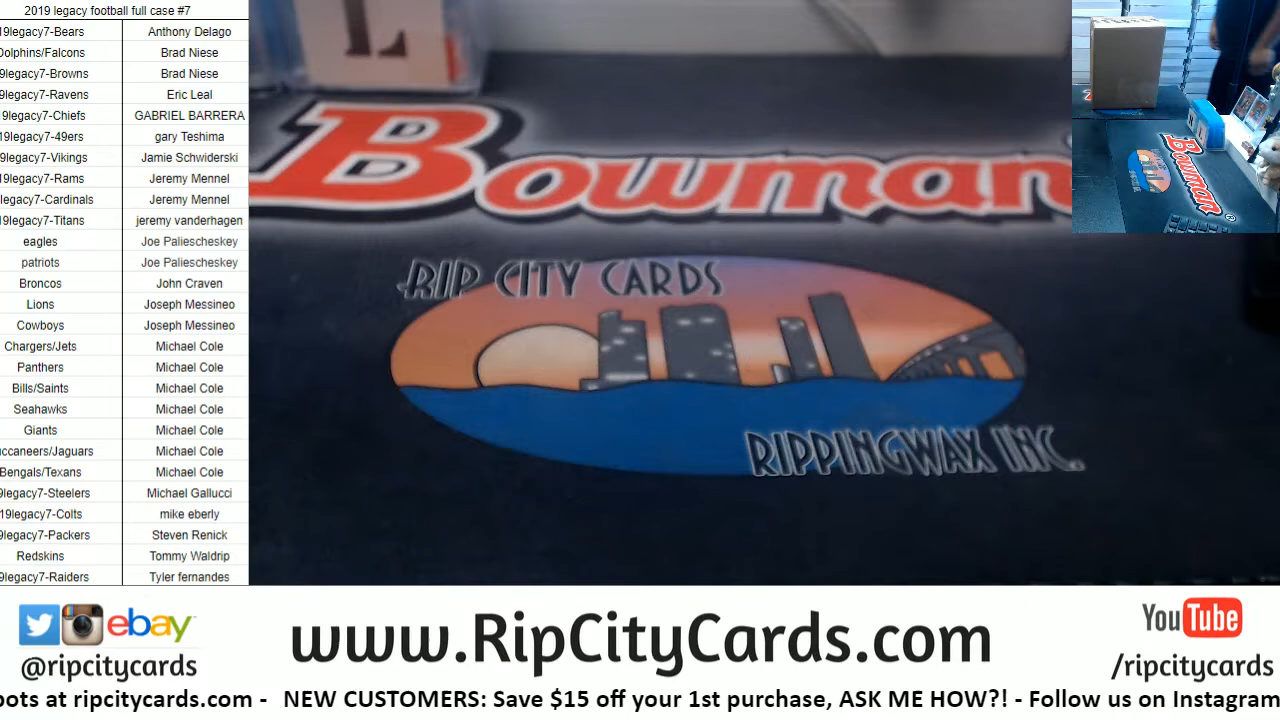 2019 legacy football full case #7
19legacy7-Bears Anthony Delago
Dolphins/Falcons Brad Niese
9legacy7-Browns Brad Niese
9legacy7-Ravens Eric Leal
19legacy7-Chiefs GABRIEL BARRERA
19legacy7-49ers gary Teshima
9legacy7-Vikings Jamie Schwiderski
19legacy7-Rams Jeremy Mennel
legacy7-Cardinals Jeremy Mennel
19legacy7-Titans jeremy vanderhagen
eagles Joe Paliescheskey
patriots Joe Paliescheskey
Broncos John Craven
Lions Joseph Messineo
Cowboys Joseph Messineo
Chargers/Jets Michael Cole
Panthers Michael Cole
Bills/Saints Michael Cole
Seahawks Michael Cole
Giants Michael Cole
ccaneers/Jaguars Michael Cole
Bengals/Texans Michael Cole
9legacy7-Steelers Michael Gallucci
19legacy7-Colts mike eberly
9legacy7-Packers Steven Renick
Redskins Tommy Waldrip
9legacy7-Raiders Tyler fernandes
L
Bowman
RIP CITY CARDS
RIPPINGWAX INC.
Bowman®
ebay
@ripcitycards
www.RipCityCards.com
YouTube
/ripcitycards
oots at ripcitycards.com - NEW CUSTOMERS: Save $15 off your 1st purchase, ASK ME HOW?! - Follow us on Instagram